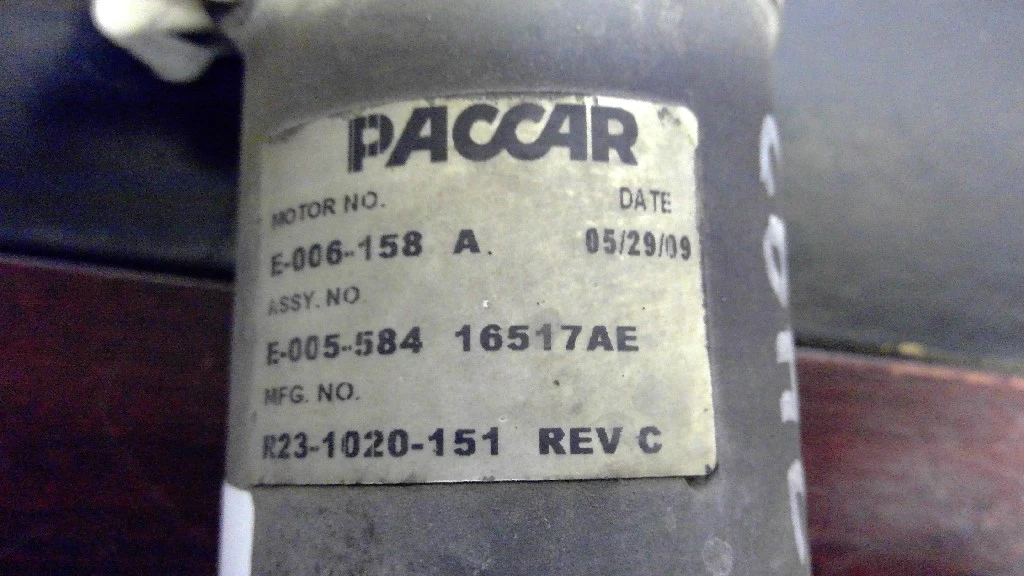 PACCAR
MOTOR NO. DATE
E-006-158 A. 05/29/09
ASSY. NO.
E-005-584 16517AE
MFG. NO.
R23-1020-151 REV C